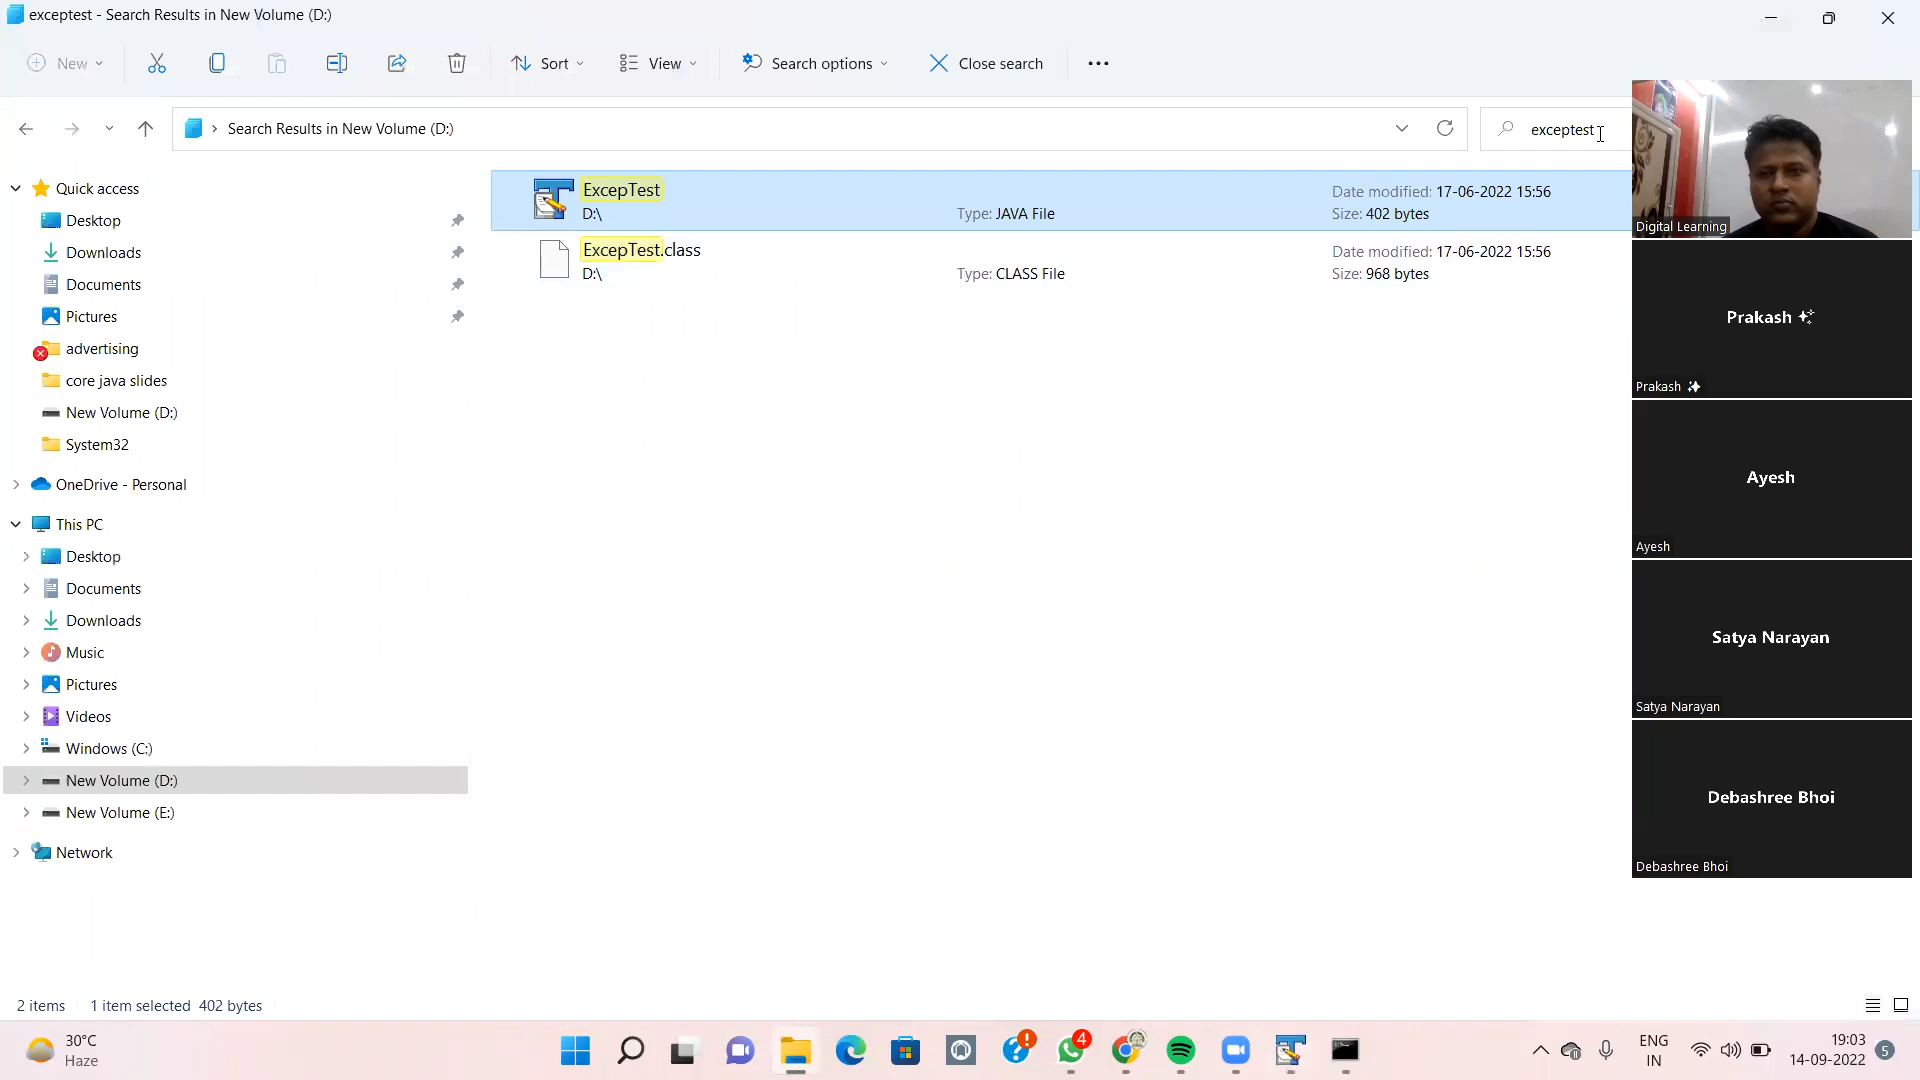 exceptest - Search Results in New Volume (D:)
New
Sort
View
Search options
Close search
Search Results in New Volume (D:)
exceptest
Quick access
Desktop
Downloads
Documents
Pictures
advertising
core java slides
New Volume (D:)
System32
OneDrive - Personal
This PC
Desktop
Documents
Downloads
Music
Pictures
Videos
Windows (C:)
New Volume (D:)
New Volume (E:)
Network
ExcepTest
D:\
Type: JAVA File
Date modified: 17-06-2022 15:56
Size: 402 bytes
ExcepTest.class
D:\
Type: CLASS File
Date modified: 17-06-2022 15:56
Size: 968 bytes
Digital Learning
Prakash
Prakash
Ayesh
Ayesh
Satya Narayan
Satya Narayan
Debashree Bhoi
Debashree Bhoi
2 items 1 item selected 402 bytes
30°C
Haze
4
ENG
IN
19:03
14-09-2022
5